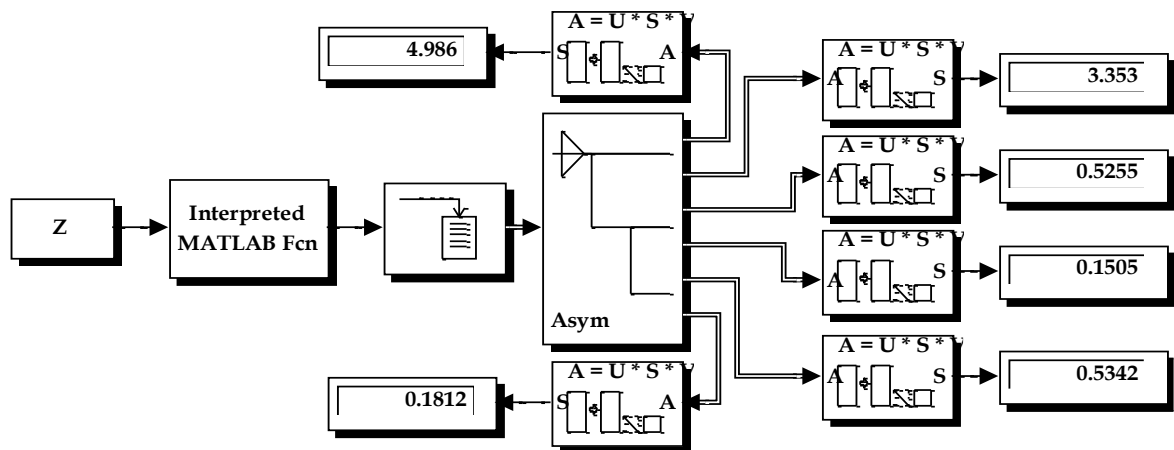 A = U * S * V
4.986
S
A
A = U * S * V
A
S
3.353
A = U * S * V
A
S
0.5255
Z
Interpreted
MATLAB Fcn
A = U * S * V
A
S
0.1505
Asym
A = U * S * V
A
S
0.5342
A = U * S * V
0.1812
S
A